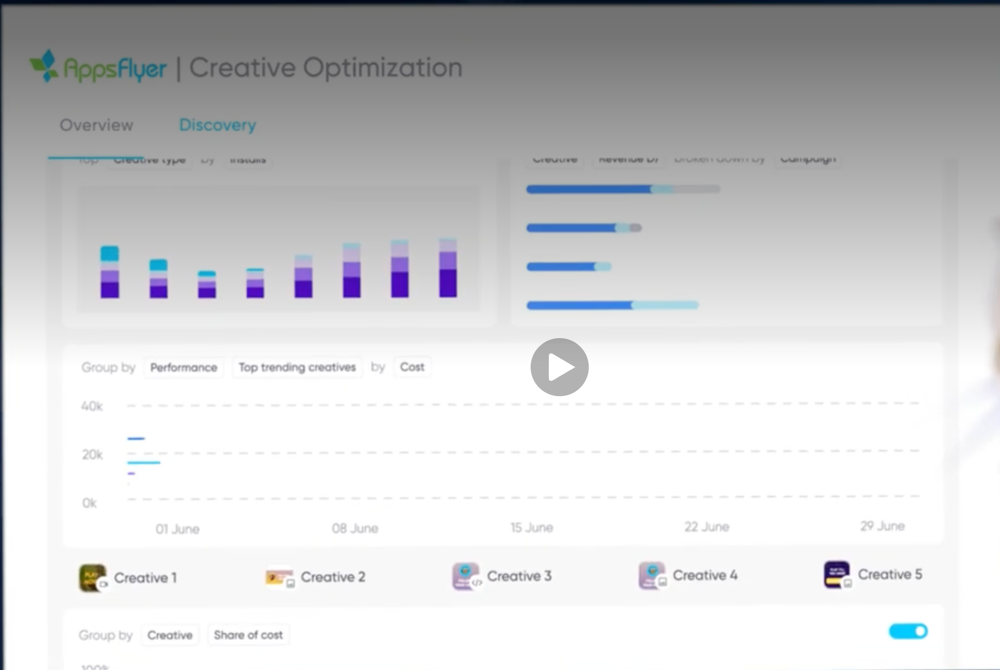 AppsFlyer | Creative Optimization
Overview Discovery
Top Creative type by Installs
Creative Revenue D7 broken down by Campaign
Group by Performance Top trending creatives by Cost
40k
20k
0k
01 June 08 June 15 June 22 June 29 June
Creative 1 Creative 2 Creative 3 Creative 4 Creative 5
Group by Creative Share of cost
100%